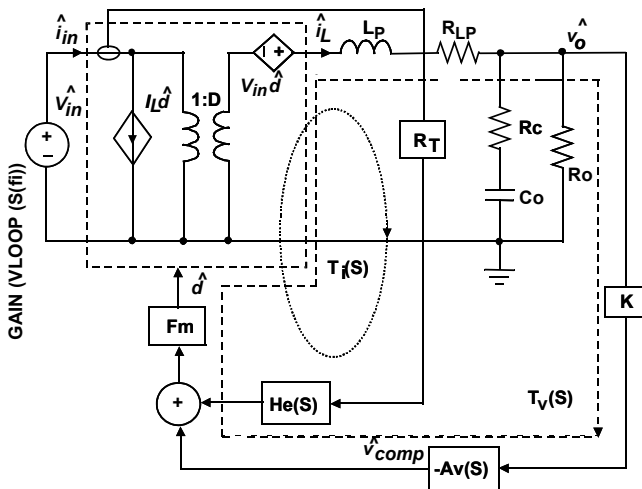 î_in
î_L
L_P
R_LP
v̂_o
V̂_in
I_L d̂
1:D
V_in d̂
+
−
R_T
Rc
Ro
Co
GAIN (VLOOP (S(fi))
T_i(S)
d̂
K
Fm
+
He(S)
T_v(S)
v̂_comp
-Av(S)